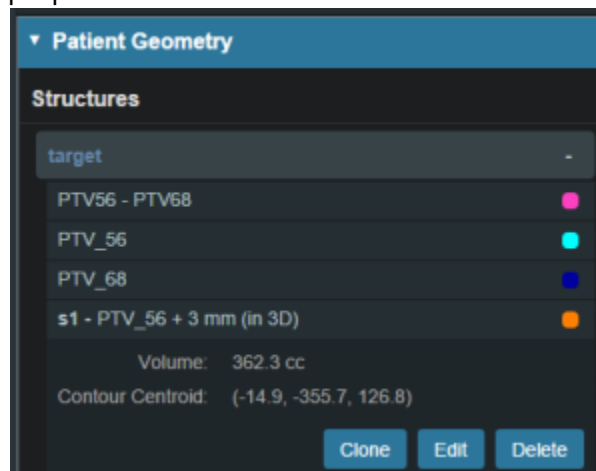 Patient Geometry
Structures
target -
PTV56 - PTV68
PTV_56
PTV_68
s1 - PTV_56 + 3 mm (in 3D)
Volume: 362.3 cc
Contour Centroid: (-14.9, -355.7, 126.8)
Clone Edit Delete